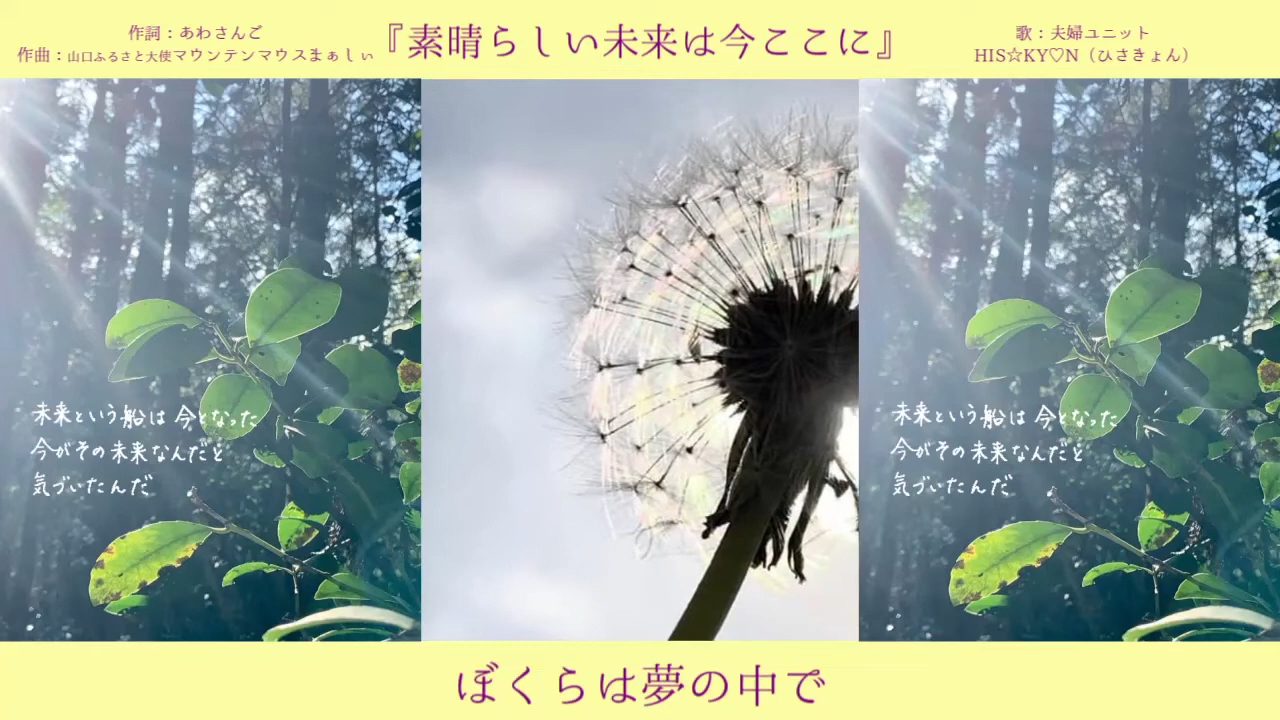 作詞：あわさんご
作曲：山口ふるさと大使マウンテンマウスまぁしぃ
『素晴らしい未来は今ここに』
歌：夫婦ユニット
HIS☆KY♡N（ひさきょん）
未来という船は 今となった
今がその未来なんだと
気づいたんだ
未来という船は 今となった
今がその未来なんだと
気づいたんだ
ぼくらは夢の中で